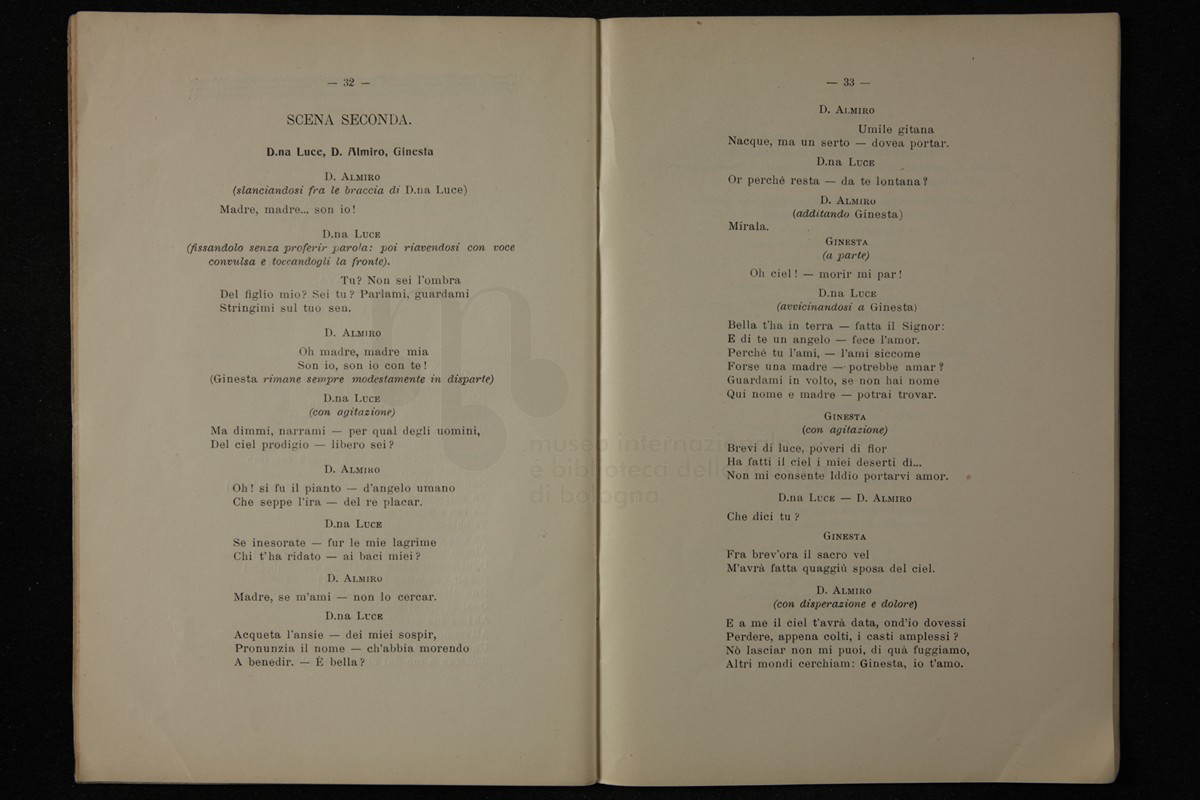 — 32 —
SCENA SECONDA.
D.na Luce, D. Almiro, Ginesta
D. Almiro
(slanciandosi fra le braccia di D.na Luce)
Madre, madre... son io!
D.na Luce
(fissandolo senza proferir parola: poi riavendosi con voce
convulsa e toccandogli la fronte).
Tu? Non sei l'ombra
Del figlio mio? Sei tu? Parlami, guardami
Stringimi sul tuo sen.
D. Almiro
Oh madre, madre mia
Son io, son io con te!
(Ginesta rimane sempre modestamente in disparte)
D.na Luce
(con agitazione)
Ma dimmi, narrami — per qual degli uomini,
Del ciel prodigio — libero sei?
D. Almiro
Oh! si fu il pianto — d'angelo umano
Che seppe l'ira — del re placar.
D.na Luce
Se inesorate — fur le mie lagrime
Chi t'ha ridato — ai baci miei?
D. Almiro
Madre, se m'ami — non lo cercar.
D.na Luce
Acqueta l'ansie — dei miei sospir,
Pronunzia il nome — ch'abbia morendo
A benedir. — È bella?
— 33 —
D. Almiro
Umile gitana
Nacque, ma un serto — dovea portar.
D.na Luce
Or perchè resta — da te lontana?
D. Almiro
(additando Ginesta)
Mirala.
Ginesta
(a parte)
Oh ciel! — morir mi par!
D.na Luce
(avvicinandosi a Ginesta)
Bella t'ha in terra — fatta il Signor:
E di te un angelo — fece l'amor.
Perchè tu l'ami, — l'ami siccome
Forse una madre — potrebbe amar?
Guardami in volto, se non hai nome
Qui nome e madre — potrai trovar.
Ginesta
(con agitazione)
Brevi di luce, poveri di fior
Ha fatti il ciel i miei deserti dì...
Non mi consente Iddio portarvi amor.
D.na Luce — D. Almiro
Che dici tu?
Ginesta
Fra brev'ora il sacro vel
M'avrà fatta quaggiù sposa del ciel.
D. Almiro
(con disperazione e dolore)
E a me il ciel t'avrà data, ond'io dovessi
Perdere, appena colti, i casti amplessi?
Nò lasciar non mi puoi, di quà fuggiamo,
Altri mondi cerchiam: Ginesta, io t'amo.
museo internazionale
e biblioteca della
di bologna